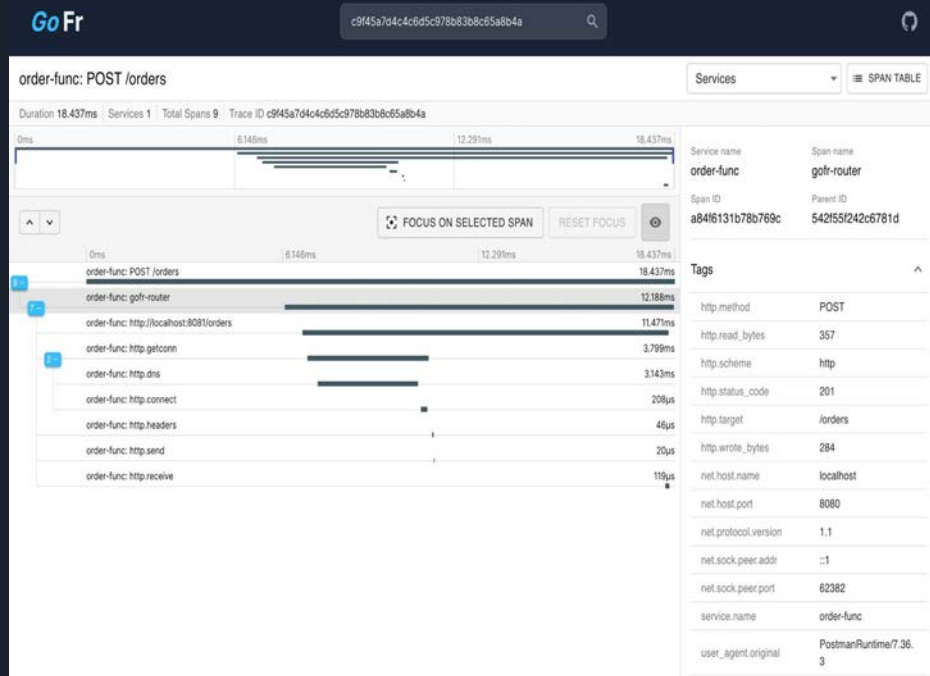 GoFr
c9f45a7d4c4c6d5c978b83b8c65a8b4a
order-func: POST /orders
Services
SPAN TABLE
Duration 18.437ms Services 1 Total Spans 9 Trace ID c9f45a7d4c4c6d5c978b83b8c65a8b4a
0ms 6.146ms 12.291ms 18.437ms
FOCUS ON SELECTED SPAN RESET FOCUS
0ms 6.146ms 12.291ms 18.437ms
order-func: POST /orders 18.437ms
8 -
order-func: gofr-router 12.188ms
7 -
order-func: http://localhost:8081/orders 11.471ms
order-func: http.getconn 3.799ms
2 -
order-func: http.dns 3.143ms
order-func: http.connect 208µs
order-func: http.headers 46µs
order-func: http.send 20µs
order-func: http.receive 119µs
Service name Span name
order-func gofr-router
Span ID Parent ID
a84f6131b78b769c 542f55f242c6781d
Tags
http.method POST
http.read_bytes 357
http.scheme http
http.status_code 201
http.target /orders
http.wrote_bytes 284
net.host.name localhost
net.host.port 8080
net.protocol.version 1.1
net.sock.peer.addr ::1
net.sock.peer.port 62382
service.name order-func
user_agent.original PostmanRuntime/7.36.
3